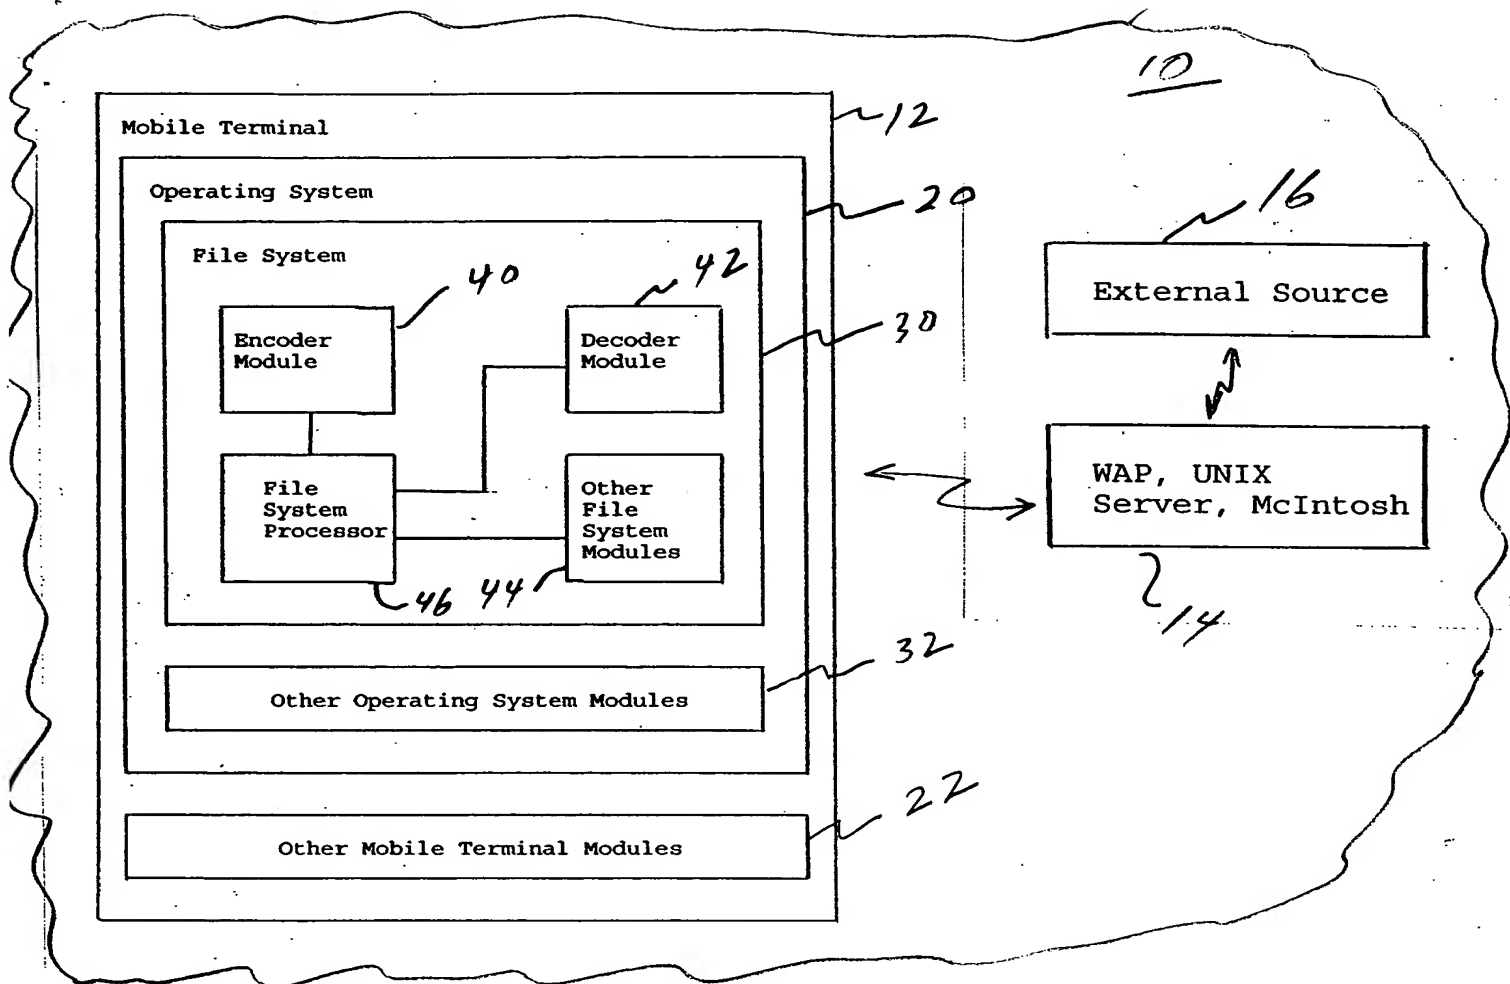 10
Mobile Terminal
12
Operating System
20
File System
16
External Source
40
42
Encoder
Module
Decoder
Module
30
File
System
Processor
Other
File
System
Modules
WAP, UNIX
Server, McIntosh
46
44
14
32
Other Operating System Modules
22
Other Mobile Terminal Modules